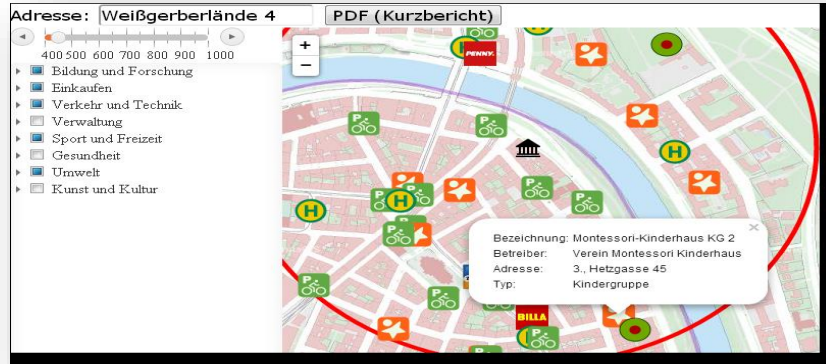 Adresse: Weißgerberlände 4 PDF (Kurzbericht)
400 500 600 700 800 900 1000
Bildung und Forschung
Einkaufen
Verkehr und Technik
Verwaltung
Sport und Freizeit
Gesundheit
Umwelt
Kunst und Kultur
+
−
PENNY.
P
P
P
H
H
H
P
P
P
P
P
Bezeichnung: Montessori-Kinderhaus KG 2
Betreiber: Verein Montessori Kinderhaus
Adresse: 3., Hetzgasse 45
Typ: Kindergruppe
×
P
P
P
BILLA
P